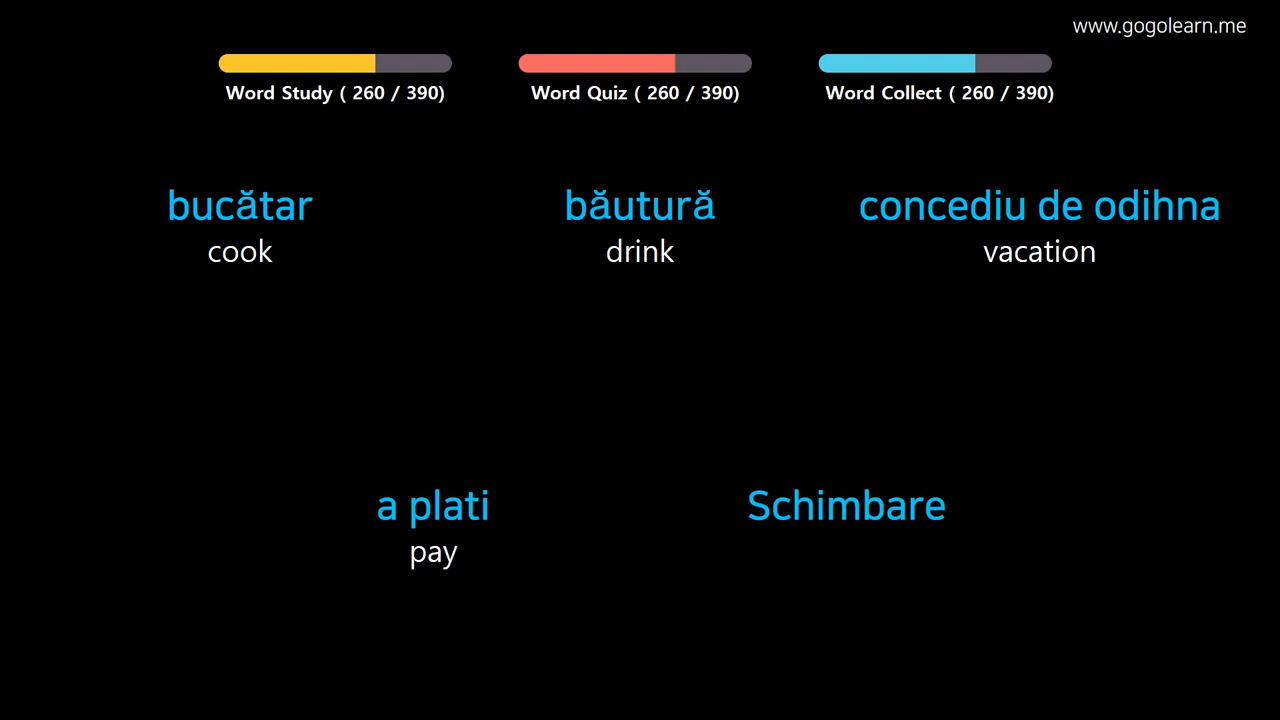 www.gogolearn.me
Word Study ( 260 / 390)
Word Quiz ( 260 / 390)
Word Collect ( 260 / 390)
bucătar
cook
băutură
drink
concediu de odihna
vacation
a plati
pay
Schimbare